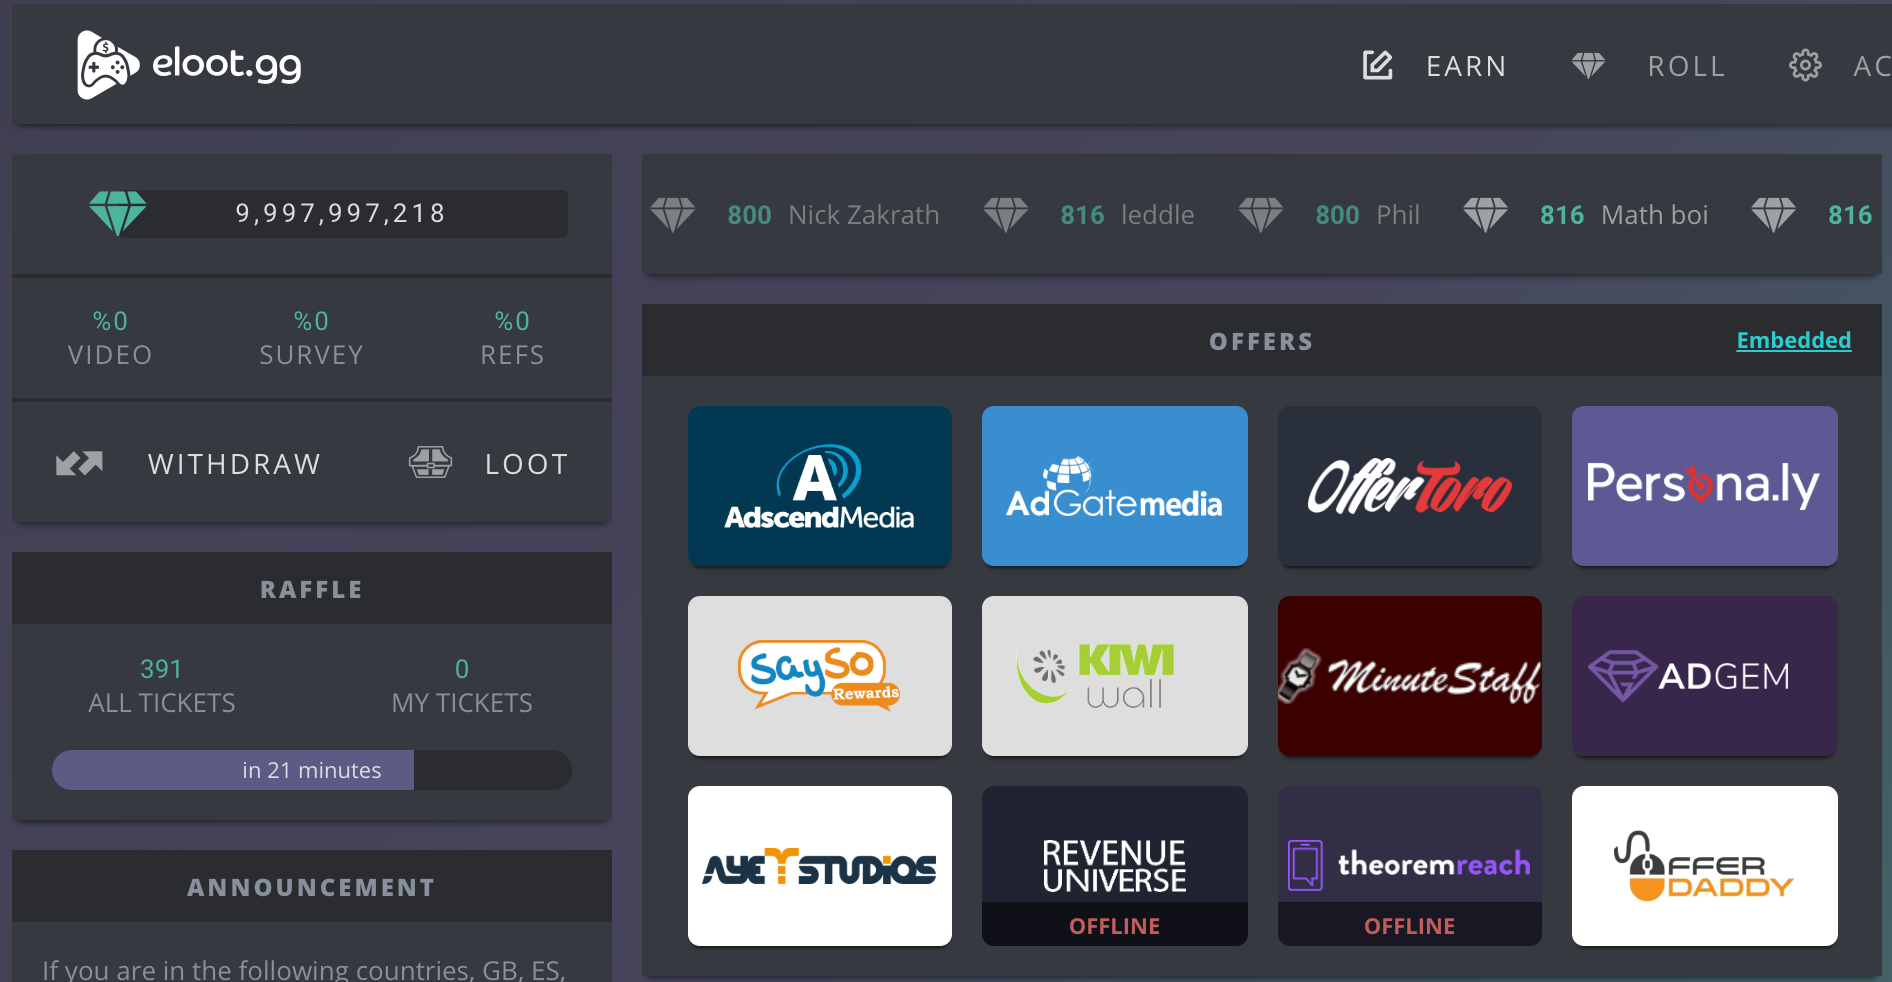 eloot.gg
EARN
ROLL
AC
9,997,997,218
%0
VIDEO
%0
SURVEY
%0
REFS
WITHDRAW
LOOT
RAFFLE
391
ALL TICKETS
0
MY TICKETS
in 21 minutes
ANNOUNCEMENT
If you are in the following countries, GB, ES,
800 Nick Zakrath
816 leddle
800 Phil
816 Math boi
816
OFFERS
Embedded
A
AdscendMedia
AdGatemedia
OfferToro
Persona.ly
SaySo
Rewards
KIWI
wall
MinuteStaff
ADGEM
AYET STUDIOS
REVENUE
UNIVERSE
OFFLINE
theoremreach
OFFLINE
OFFER
DADDY